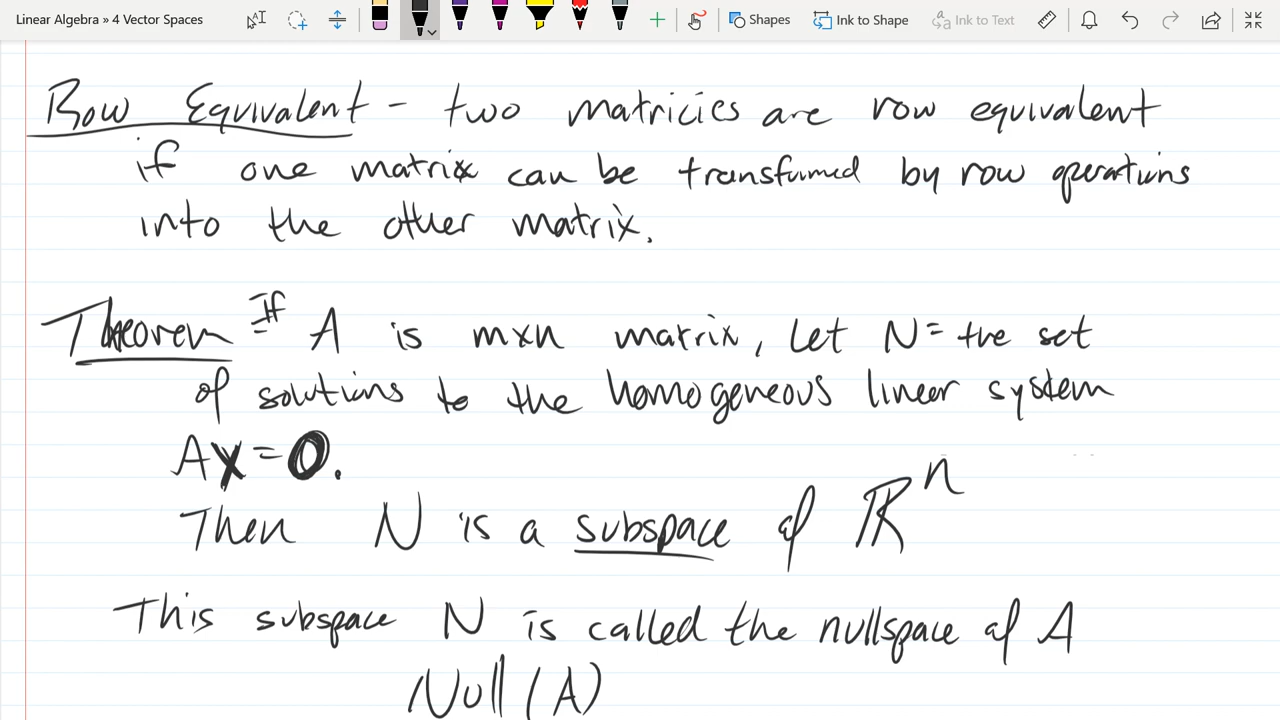 Linear Algebra » 4 Vector Spaces
Shapes
Ink to Shape
Ink to Text
Row Equivalent - two matricies are row equivalent
if one matrix can be transformed by row operations
into the other matrix.
Theorem If A is mxn matrix, Let N = the set
of solutions to the homogeneous linear system
Ax = 0.
Then N is a subspace of ℝⁿ
This subspace N is called the nullspace of A
Null(A)